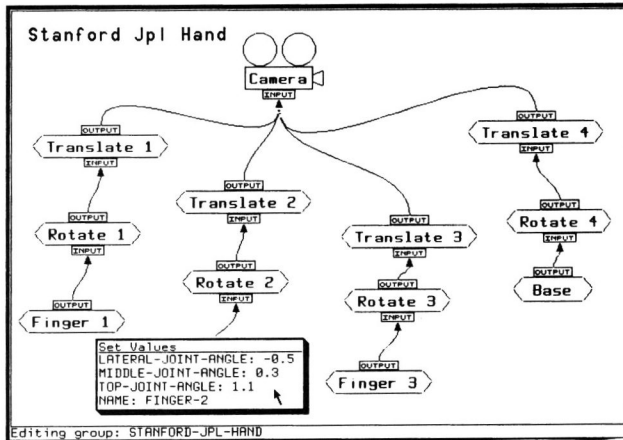 Stanford Jpl Hand
Camera
INPUT
OUTPUT
Translate 1
INPUT
OUTPUT
Translate 4
INPUT
OUTPUT
Translate 2
INPUT
OUTPUT
Rotate 1
INPUT
OUTPUT
Translate 3
INPUT
OUTPUT
Rotate 4
INPUT
OUTPUT
Rotate 2
INPUT
OUTPUT
Rotate 3
INPUT
OUTPUT
Base
OUTPUT
Finger 1
OUTPUT
Finger 3
Set Values
LATERAL-JOINT-ANGLE: -0.5
MIDDLE-JOINT-ANGLE: 0.3
TOP-JOINT-ANGLE: 1.1
NAME: FINGER-2
Editing group: STANFORD-JPL-HAND